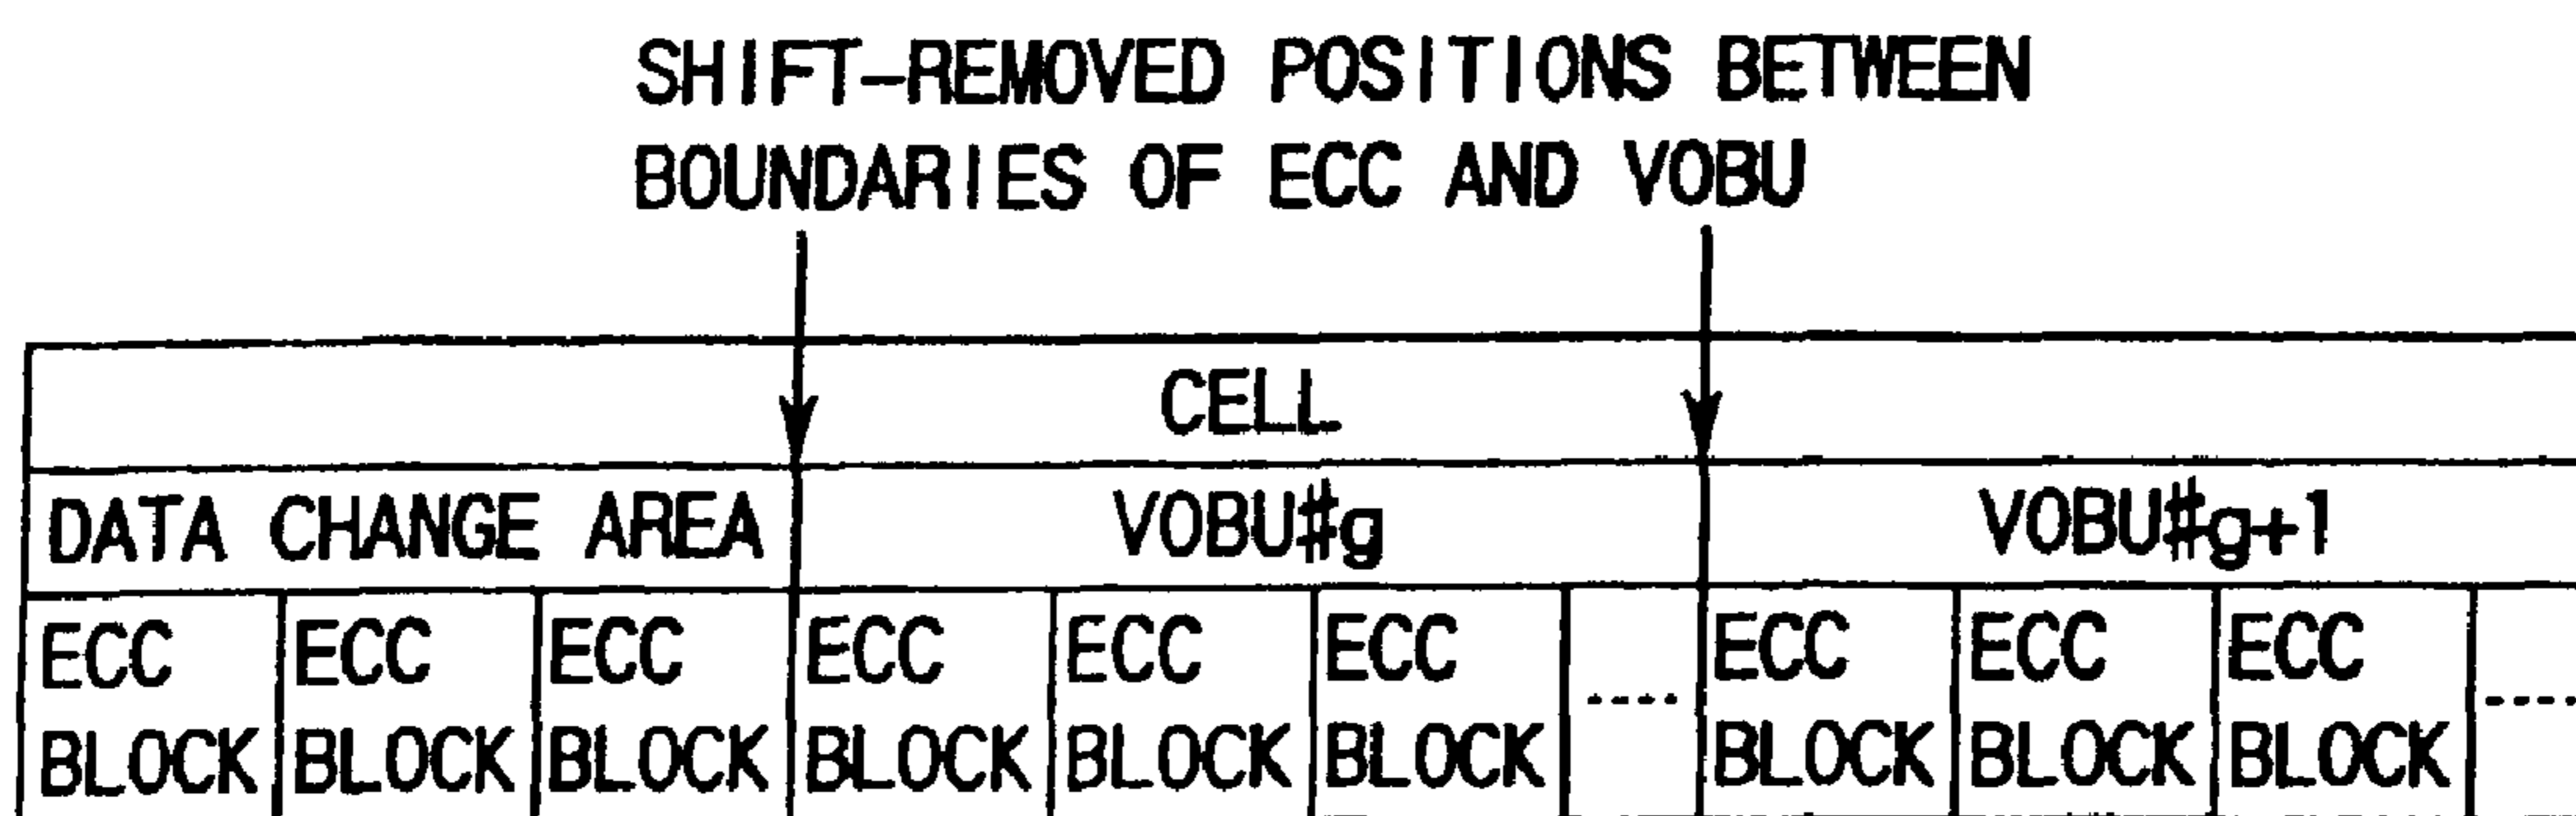 SHIFT-REMOVED POSITIONS BETWEEN
BOUNDARIES OF ECC AND VOBU
CELL
DATA CHANGE AREA VOBU#g VOBU#g+1
ECC ECC ECC ECC ECC ECC ECC ECC ECC
BLOCK BLOCK BLOCK BLOCK BLOCK BLOCK ---- BLOCK BLOCK BLOCK ----